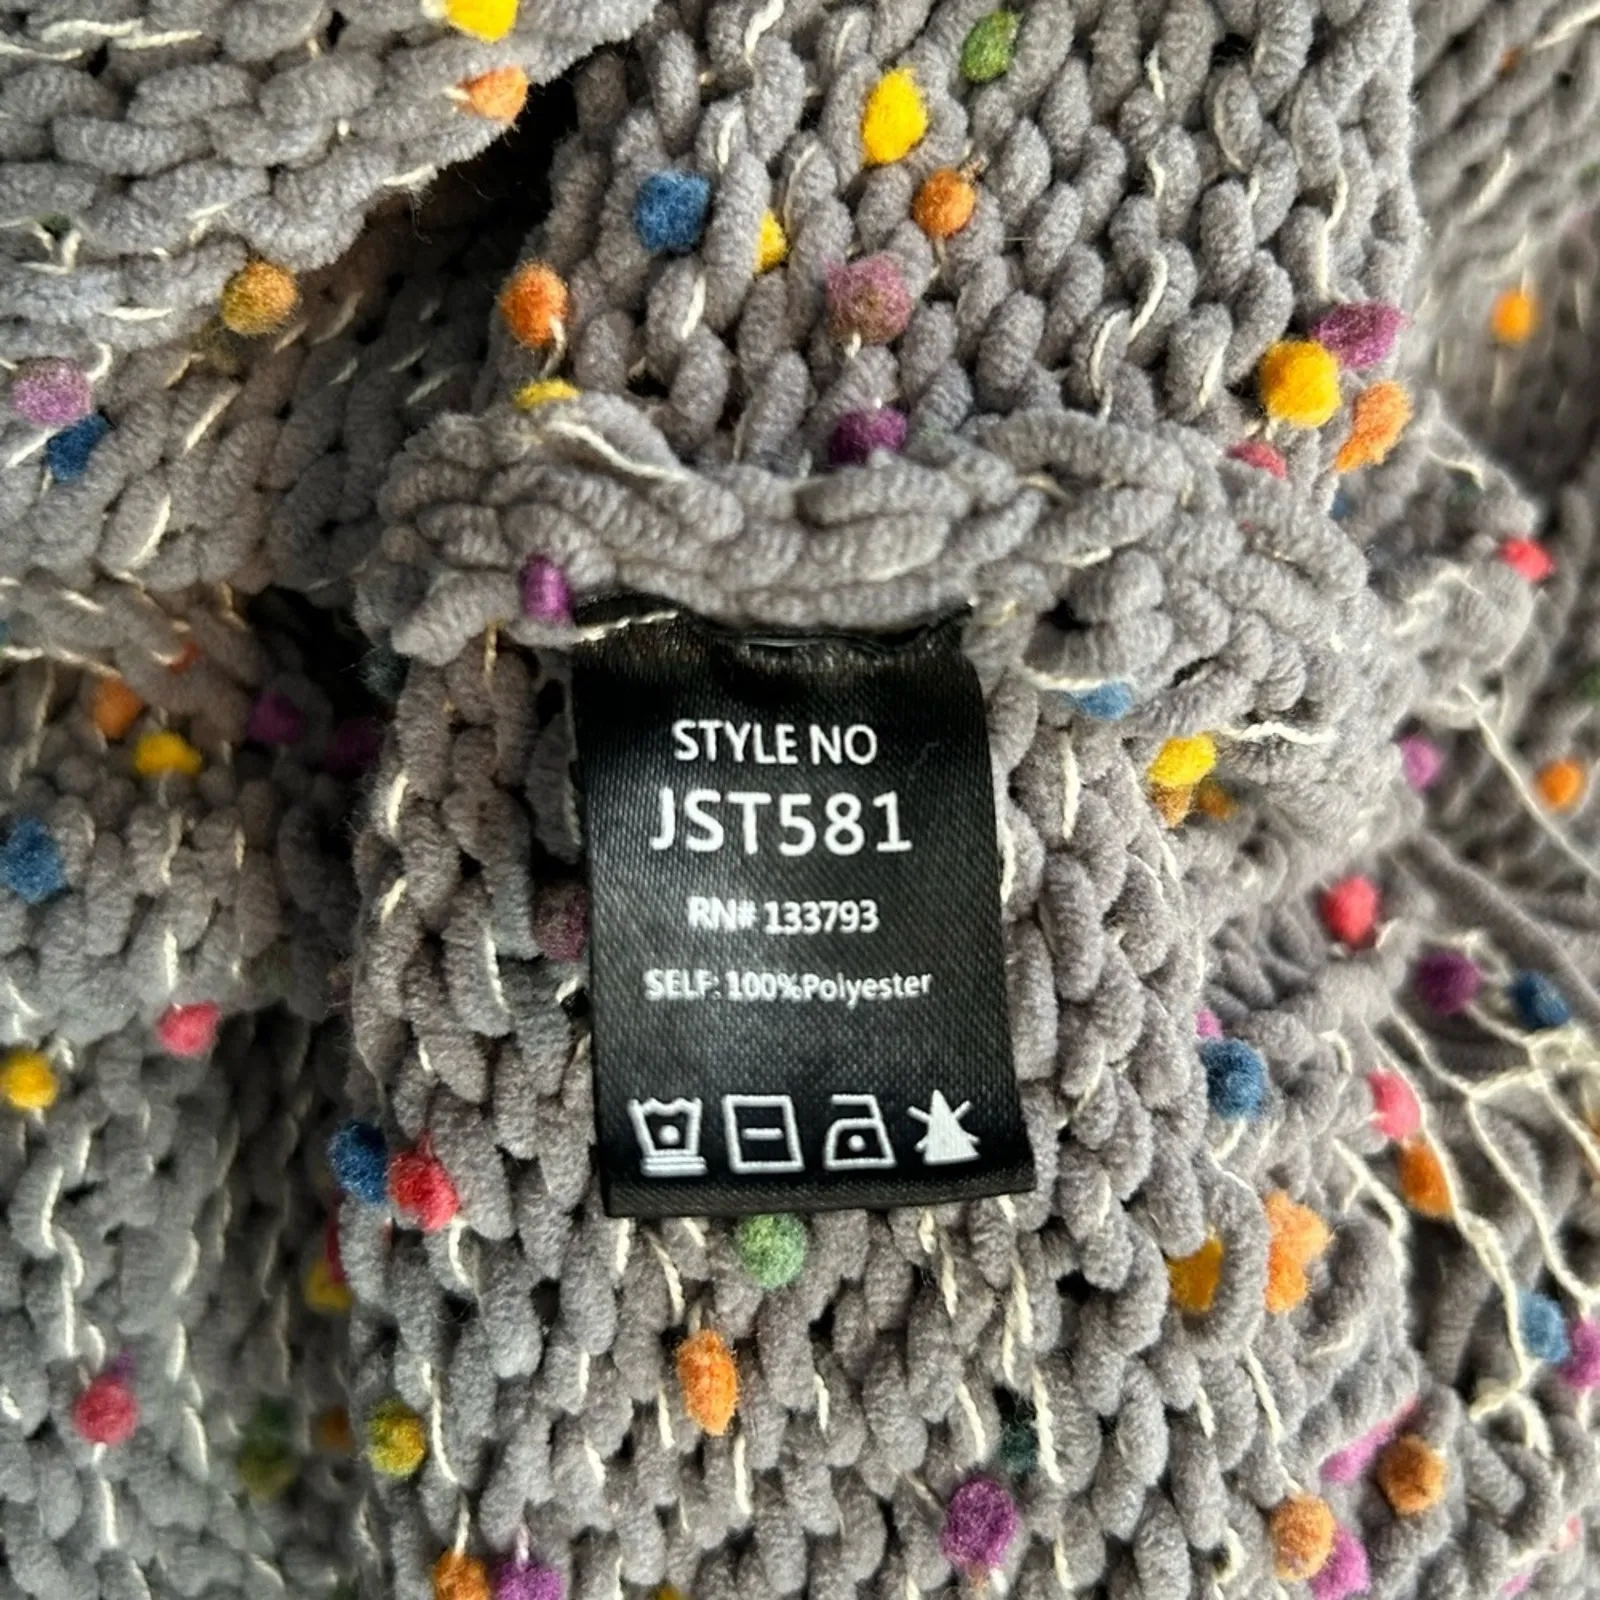 STYLE NO
JST581
RN# 133793
SELF: 100%Polyester